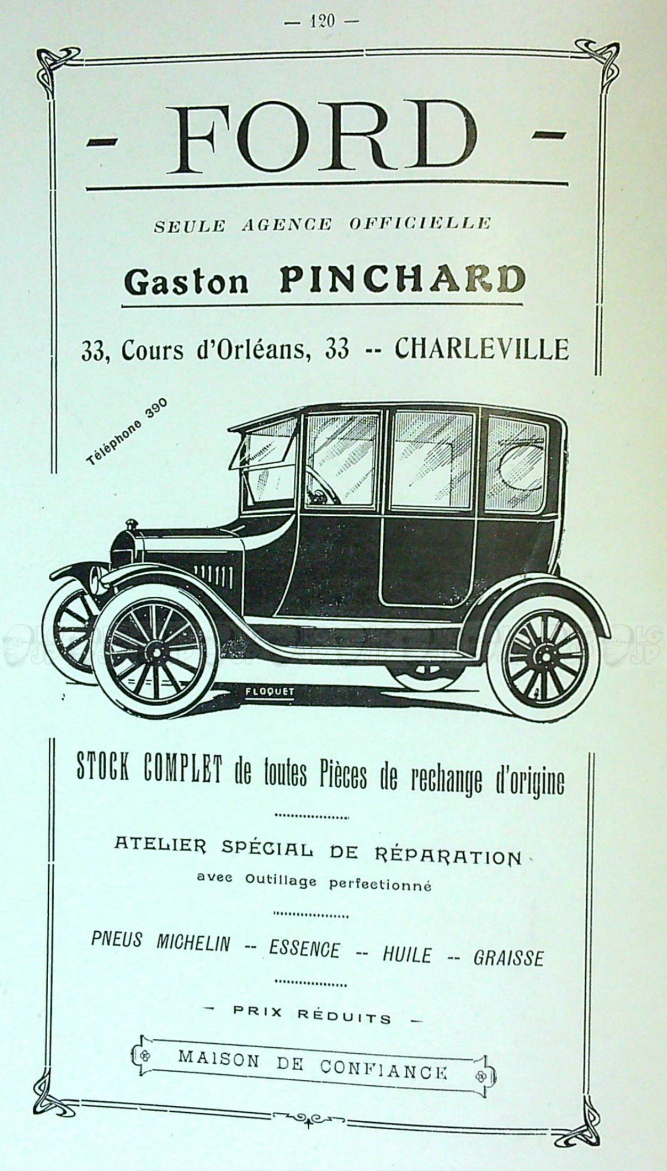 — 120 —
- FORD -
SEULE AGENCE OFFICIELLE
Gaston PINCHARD
33, Cours d'Orléans, 33 -- CHARLEVILLE
Téléphone 390
FLOQUET
STOCK COMPLET de toutes Pièces de rechange d'origine
ATELIER SPÉCIAL DE RÉPARATION
avec Outillage perfectionné
PNEUS MICHELIN -- ESSENCE -- HUILE -- GRAISSE
— PRIX RÉDUITS —
MAISON DE CONFIANCE